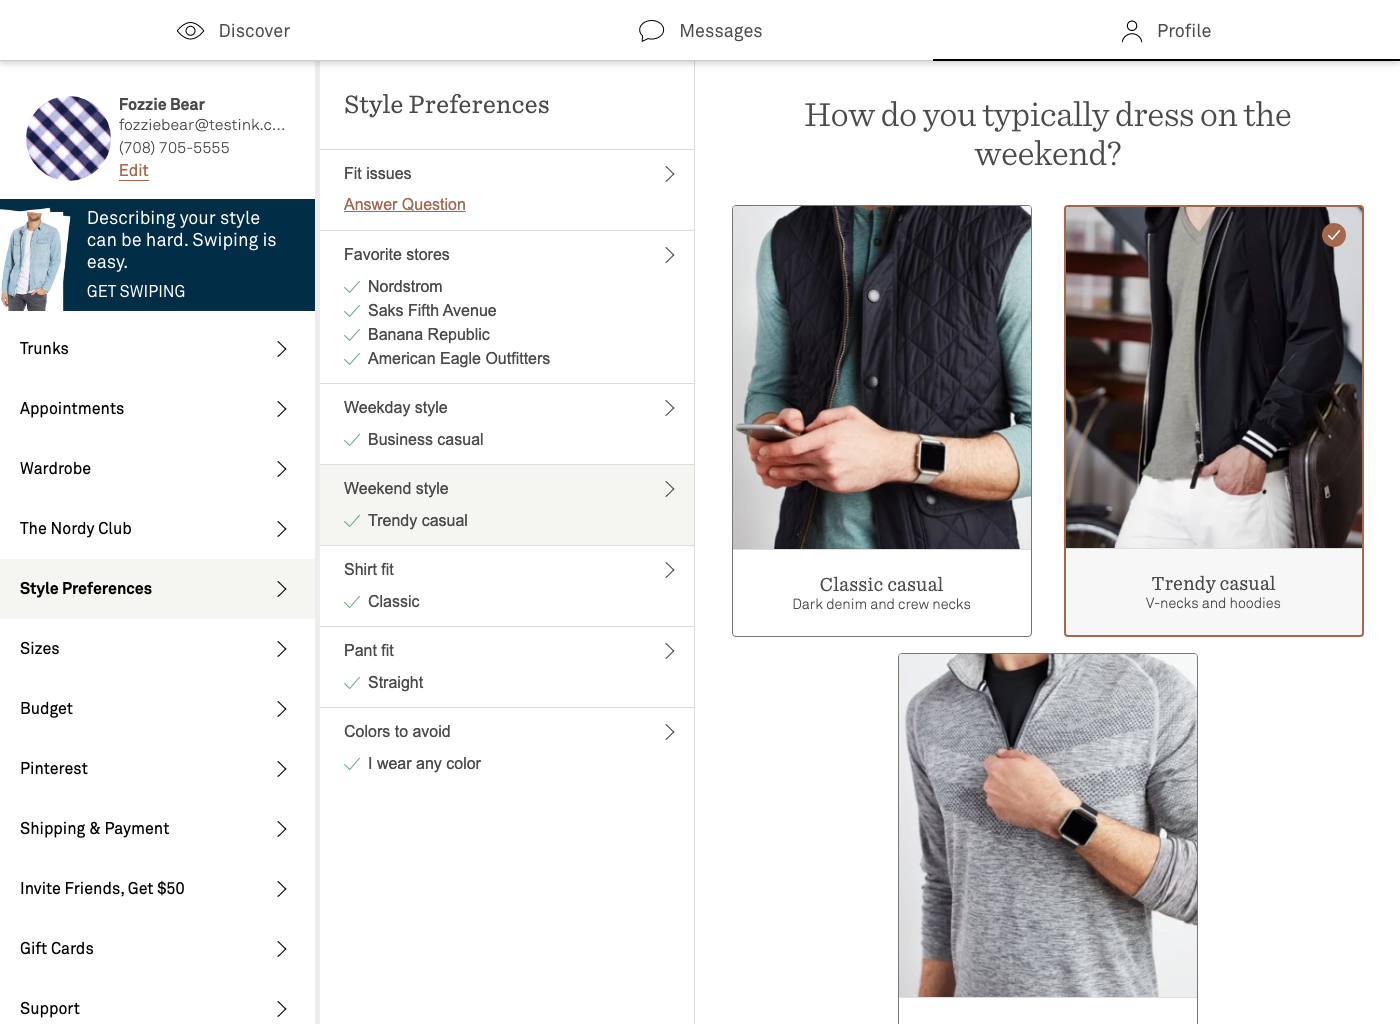 Discover
Messages
Profile
Fozzie Bear
fozziebear@testink.c...
(708) 705-5555
Edit
Describing your style
can be hard. Swiping is
easy.
GET SWIPING
Trunks
Appointments
Wardrobe
The Nordy Club
Style Preferences
Sizes
Budget
Pinterest
Shipping & Payment
Invite Friends, Get $50
Gift Cards
Support
Style Preferences
Fit issues
Answer Question
Favorite stores
Nordstrom
Saks Fifth Avenue
Banana Republic
American Eagle Outfitters
Weekday style
Business casual
Weekend style
Trendy casual
Shirt fit
Classic
Pant fit
Straight
Colors to avoid
I wear any color
How do you typically dress on the
weekend?
Classic casual
Dark denim and crew necks
Trendy casual
V-necks and hoodies